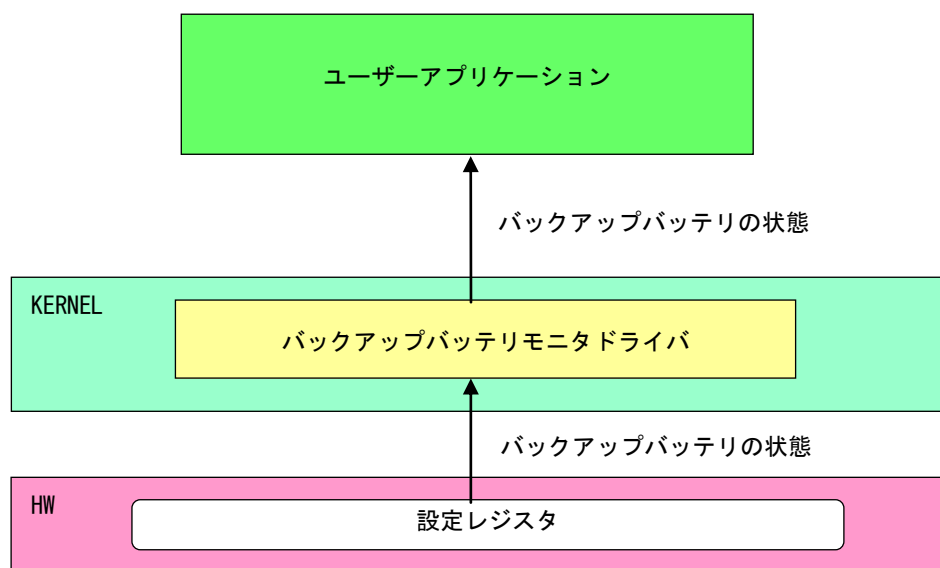 ユーザーアプリケーション
バックアップバッテリの状態
KERNEL
バックアップバッテリモニタドライバ
バックアップバッテリの状態
HW
設定レジスタ